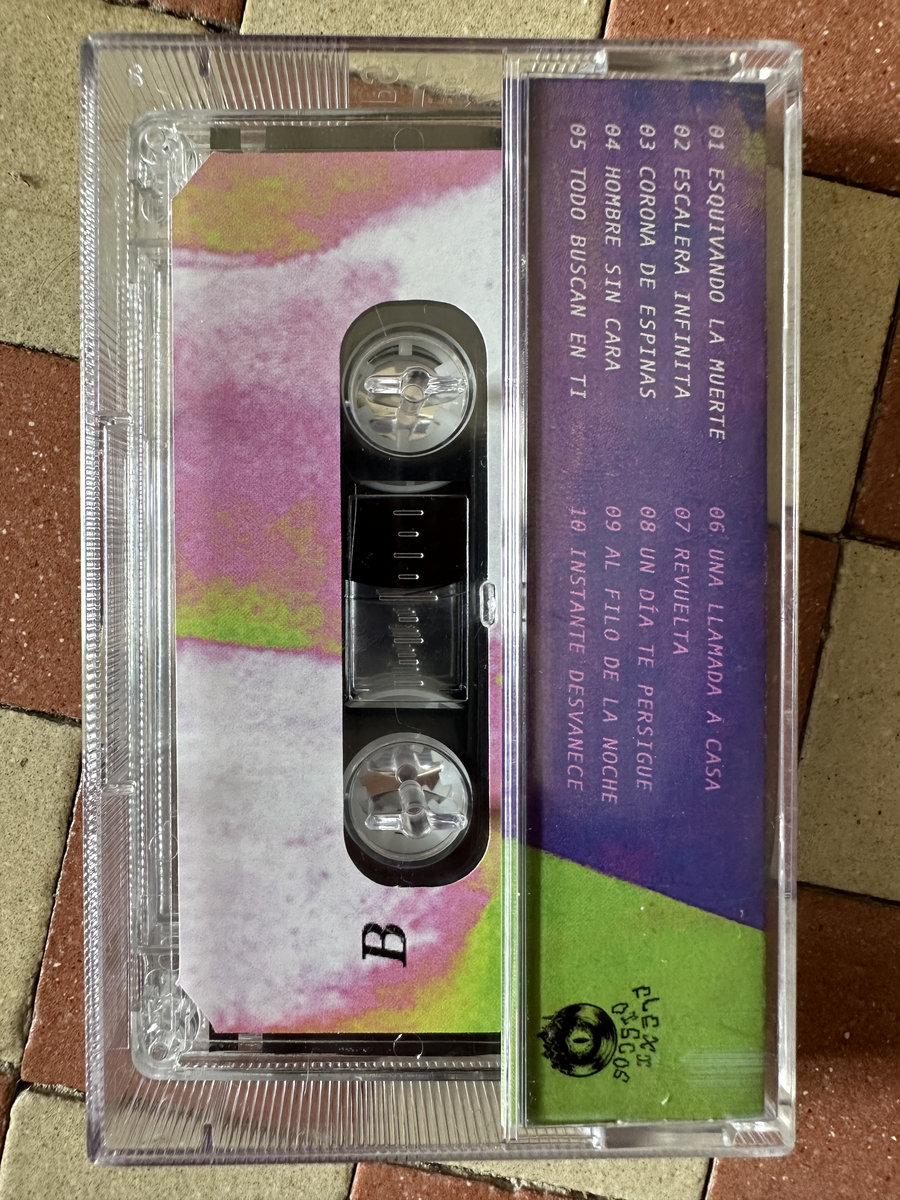 01 ESQUIVANDO LA MUERTE
02 ESCALERA INFINITA
03 CORONA DE ESPINAS
04 HOMBRE SIN CARA
05 TODO BUSCAN EN TI
06 UNA LLAMADA A CASA
07 REVUELTA
08 UN DÍA TE PERSIGUE
09 AL FILO DE LA NOCHE
10 INSTANTE DESVANECE
FLEXI
DISCOS
B